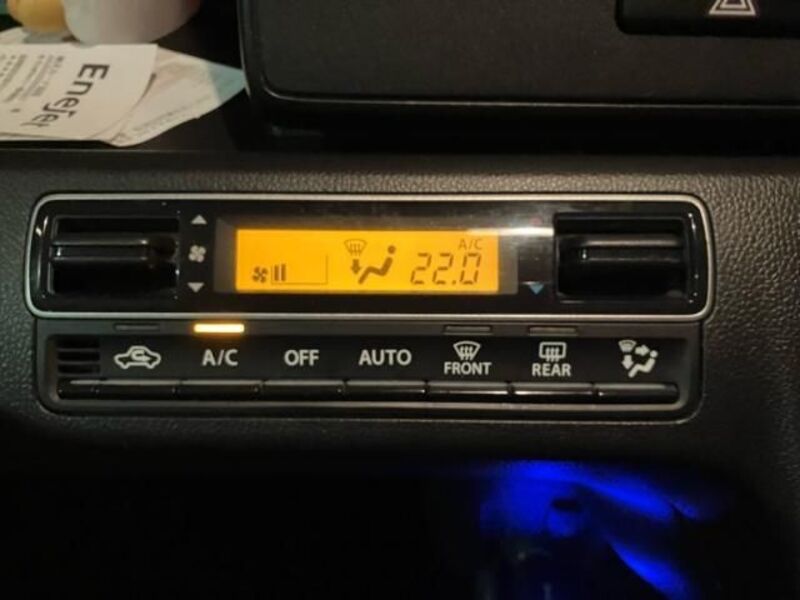 EneJet
A/C
22.0
A/C
OFF
AUTO
FRONT
REAR